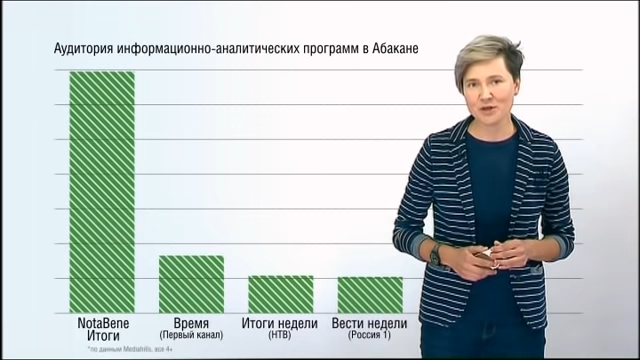 Аудитория информационно-аналитических программ в Абакане
NotaBene
Итоги
Время
(Первый канал)
Итоги недели
(НТВ)
Вести недели
(Россия 1)
*по данным Mediahills, все 4+